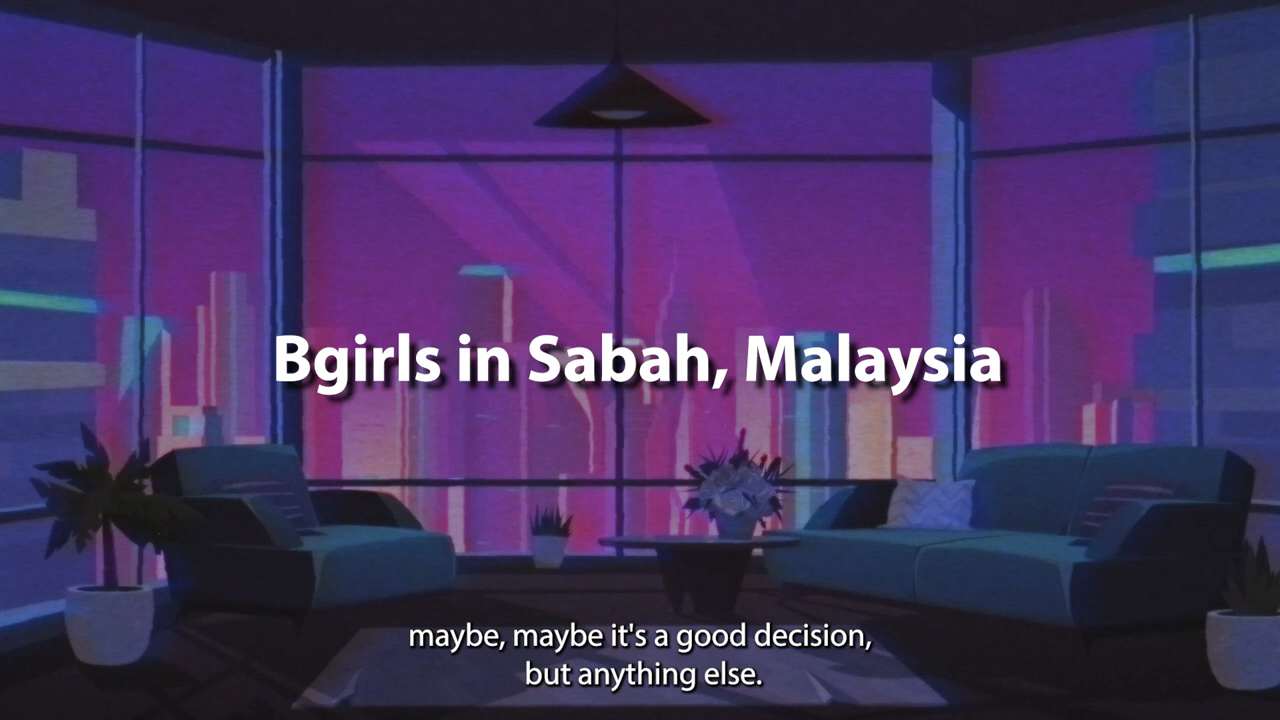 Bgirls in Sabah, Malaysia
maybe, maybe it's a good decision,
but anything else.